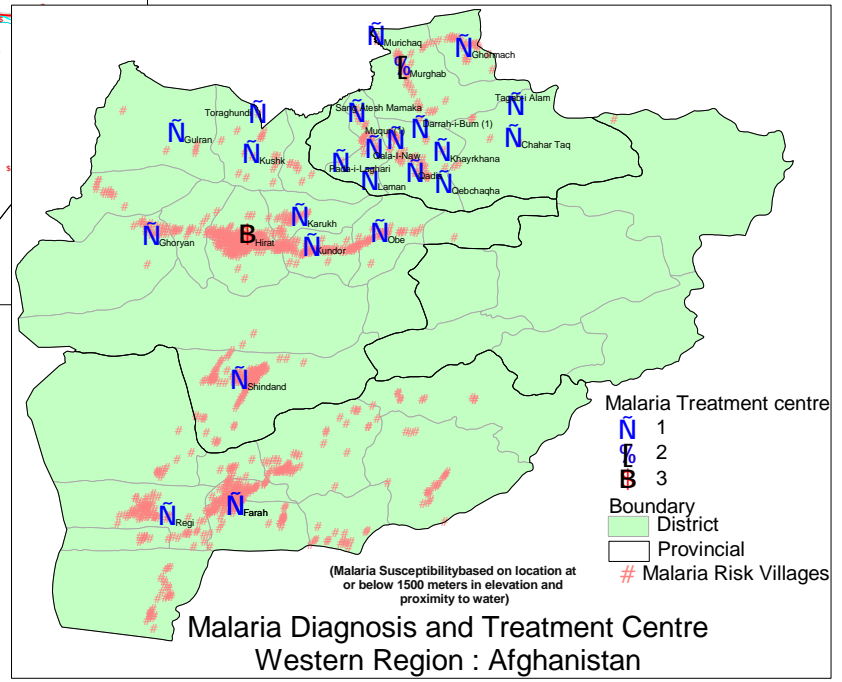 Ñ Murichaq
Ñ Ghormach
Murghab
Ñ Tagab-i Alam
Toraghundi Ñ
Sang Atesh Mamaka
Ñ
Ñ Gulran
Ñ Darrah-i-Bum (1)
Ñ Chahar Taq
Ñ Kushk
Ñ Khayrkhana
Ñ Qala-I-Naw
Ñ
Ñ Laman
Ñ Qadis
Ñ Qebchaqha
Ñ Karukh
Ñ Ghoryan
B Hirat
Ñ Kundor
Ñ Obe
Ñ Shindand
Ñ Farah
Ñ Regi
Malaria Treatment centre
Ñ 1
2
B 3
Boundary
District
Provincial
# Malaria Risk Villages
(Malaria Susceptibilitybased on location at
or below 1500 meters in elevation and
proximity to water)
Malaria Diagnosis and Treatment Centre
Western Region : Afghanistan